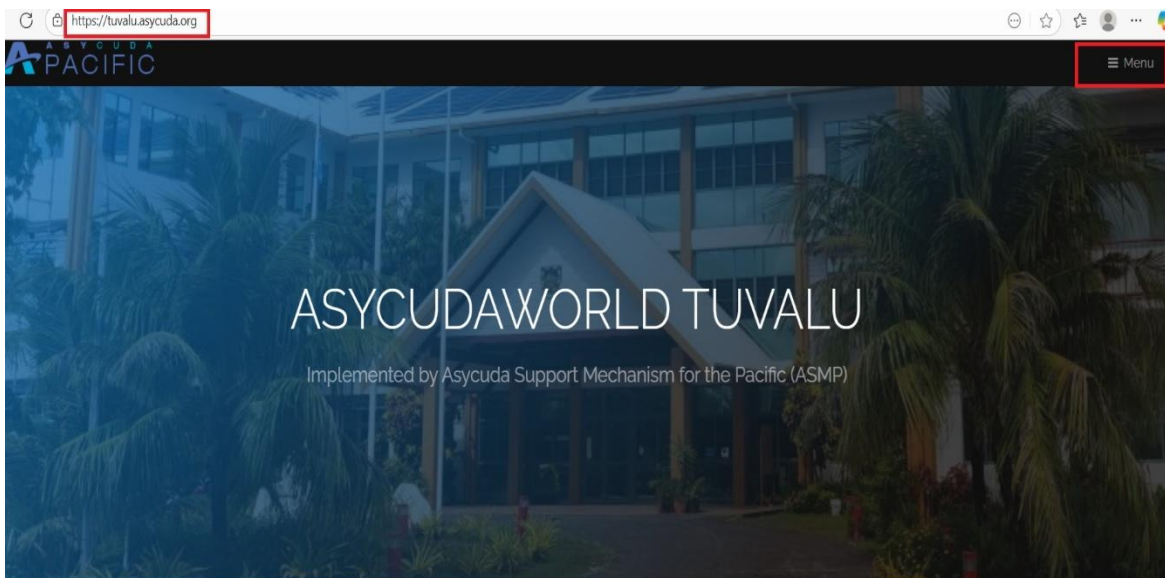 https://tuvalu.asycuda.org
ASYCUDA
PACIFIC
☰ Menu
ASYCUDAWORLD TUVALU
Implemented by Asycuda Support Mechanism for the Pacific (ASMP)